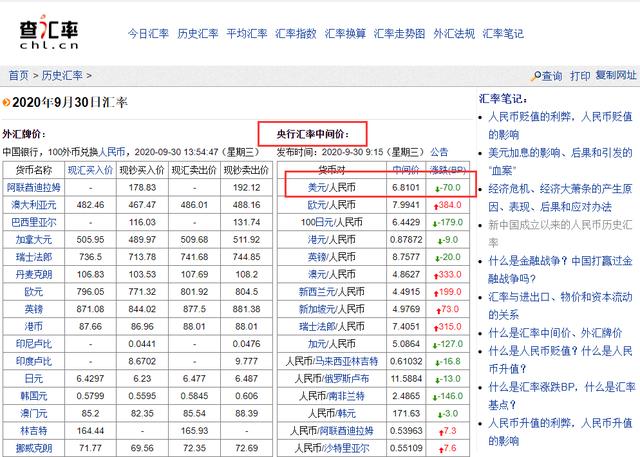 查汇率
chl.cn
今日汇率 历史汇率 平均汇率 汇率指数 汇率换算 汇率走势图 外汇法规 汇率笔记
首页 > 历史汇率 >
查询 打印 复制网址
2020年9月30日汇率
外汇牌价：
中国银行，100外币兑换人民币，2020-09-30 13:54:47（星期三）
货币名称 现汇买入价 现钞买入价 现汇卖出价 现钞卖出价
阿联酋迪拉姆 - 178.83 - 192.12
澳大利亚元 482.46 467.47 486.01 488.16
巴西里亚尔 - 116.03 - 131.74
加拿大元 505.95 489.97 509.68 511.92
瑞士法郎 736.5 713.78 741.68 744.85
丹麦克朗 106.83 103.53 107.69 108.2
欧元 796.05 771.32 801.92 804.5
英镑 871.08 844.02 877.5 881.38
港币 87.66 86.96 88.01 88.01
印尼卢比 - 0.0441 - 0.0476
印度卢比 - 8.6702 - 9.777
日元 6.4297 6.23 6.477 6.487
韩国元 0.5799 0.5595 0.5845 0.606
澳门元 85.2 82.35 85.54 88.39
林吉特 164.44 - 165.93 -
挪威克朗 71.77 69.56 72.35 72.69
央行汇率中间价：
发布时间：2020-9-30 9:15（星期三） 公告
货币对 中间价 涨跌(BP)
美元/人民币 6.8101 -70.0
欧元/人民币 7.9941 384.0
100日元/人民币 6.4429 -179.0
港元/人民币 0.87872 -9.0
英镑/人民币 8.7577 -20.0
澳元/人民币 4.8627 333.0
新西兰元/人民币 4.4915 199.0
新加坡元/人民币 4.9769 73.0
瑞士法郎/人民币 7.4051 315.0
加元/人民币 5.0864 -127.0
人民币/马来西亚林吉特 0.61032 -16.8
人民币/俄罗斯卢布 11.5884 -13.0
人民币/南非兰特 2.4865 -146.0
人民币/韩元 171.63 -3.0
人民币/阿联酋迪拉姆 0.53963 7.3
人民币/沙特里亚尔 0.55109 7.6
汇率笔记：
人民币贬值的利弊，人民币贬值
的影响
美元加息的影响、后果和引发的
“血案”
经济危机、经济大萧条的产生原
因、表现、后果和应对办法
新中国成立以来的人民币历史汇
率
什么是金融战争？中国打赢过金
融战争吗？
汇率与进出口、物价和资本流动
的关系
什么是汇率中间价、外汇牌价
什么是人民币贬值？什么是人民
币升值？
什么是汇率涨跌BP，什么是汇率
基点？
人民币升值的利弊，人民币升值
的影响